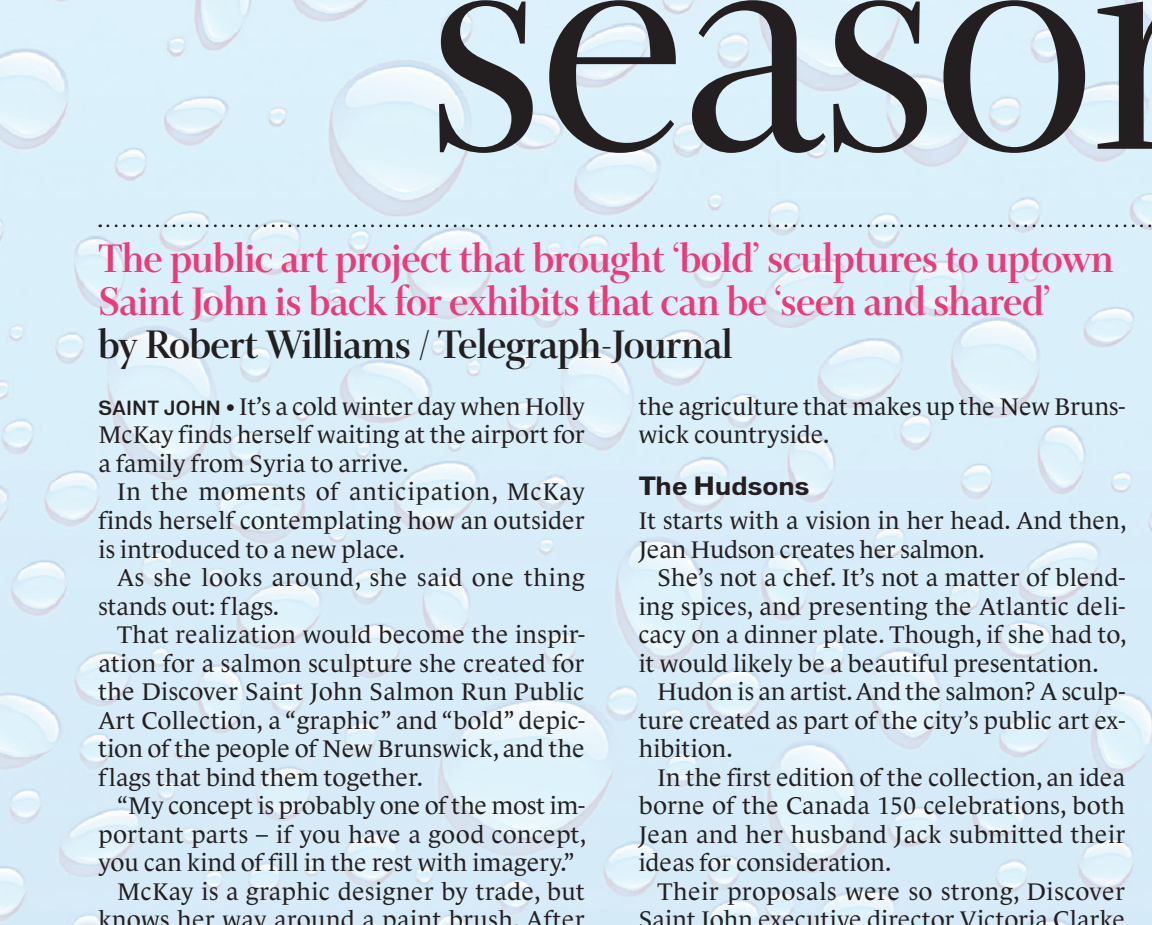 The public art project that brought ‘bold’ sculptures to uptown
Saint John is back for exhibits that can be ‘seen and shared’
by Robert Williams / Telegraph-Journal
SAINT JOHN • It’s a cold winter day when Holly
McKay finds herself waiting at the airport for
a family from Syria to arrive.
In the moments of anticipation, McKay
finds herself contemplating how an outsider
is introduced to a new place.
As she looks around, she said one thing
stands out: flags.
That realization would become the inspir-
ation for a salmon sculpture she created for
the Discover Saint John Salmon Run Public
Art Collection, a “graphic” and “bold” depic-
tion of the people of New Brunswick, and the
flags that bind them together.
“My concept is probably one of the most im-
portant parts – if you have a good concept,
you can kind of fill in the rest with imagery.”
McKay is a graphic designer by trade, but
knows her way around a paint brush. After
the agriculture that makes up the New Bruns-
wick countryside.
The Hudsons
It starts with a vision in her head. And then,
Jean Hudson creates her salmon.
She’s not a chef. It’s not a matter of blend-
ing spices, and presenting the Atlantic deli-
cacy on a dinner plate. Though, if she had to,
it would likely be a beautiful presentation.
Hudon is an artist. And the salmon? A sculp-
ture created as part of the city’s public art ex-
hibition.
In the first edition of the collection, an idea
borne of the Canada 150 celebrations, both
Jean and her husband Jack submitted their
ideas for consideration.
Their proposals were so strong, Discover
Saint John executive director Victoria Clarke